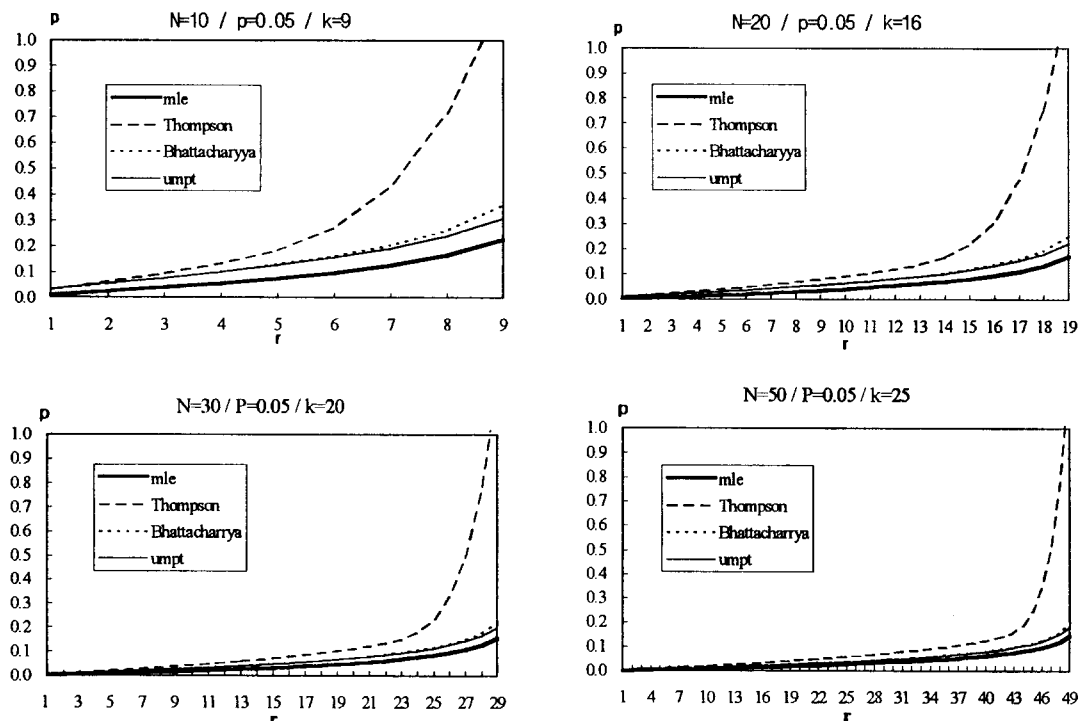 p N=10 / p=0.05 / k=9
1.0
0.9
0.8
0.7
0.6
0.5
0.4
0.3
0.2
0.1
0.0
mle
Thompson
Bhattacharyya
umpt
1 2 3 4 5 6 7 8 9
r
p N=20 / p=0.05 / k=16
1.0
0.9
0.8
0.7
0.6
0.5
0.4
0.3
0.2
0.1
0.0
mle
Thompson
Bhattacharyya
umpt
1 2 3 4 5 6 7 8 9 10 11 12 13 14 15 16 17 18 19
r
p N=30 / P=0.05 / k=20
1.0
0.9
0.8
0.7
0.6
0.5
0.4
0.3
0.2
0.1
0.0
mle
Thompson
Bhattacharrya
umpt
1 3 5 7 9 11 13 15 17 19 21 23 25 27 29
r
p N=50 / P=0.05 / k=25
1.0
0.9
0.8
0.7
0.6
0.5
0.4
0.3
0.2
0.1
0.0
mle
Thompson
Bhattacharrya
umpt
1 4 7 10 13 16 19 22 25 28 31 34 37 40 43 46 49
r